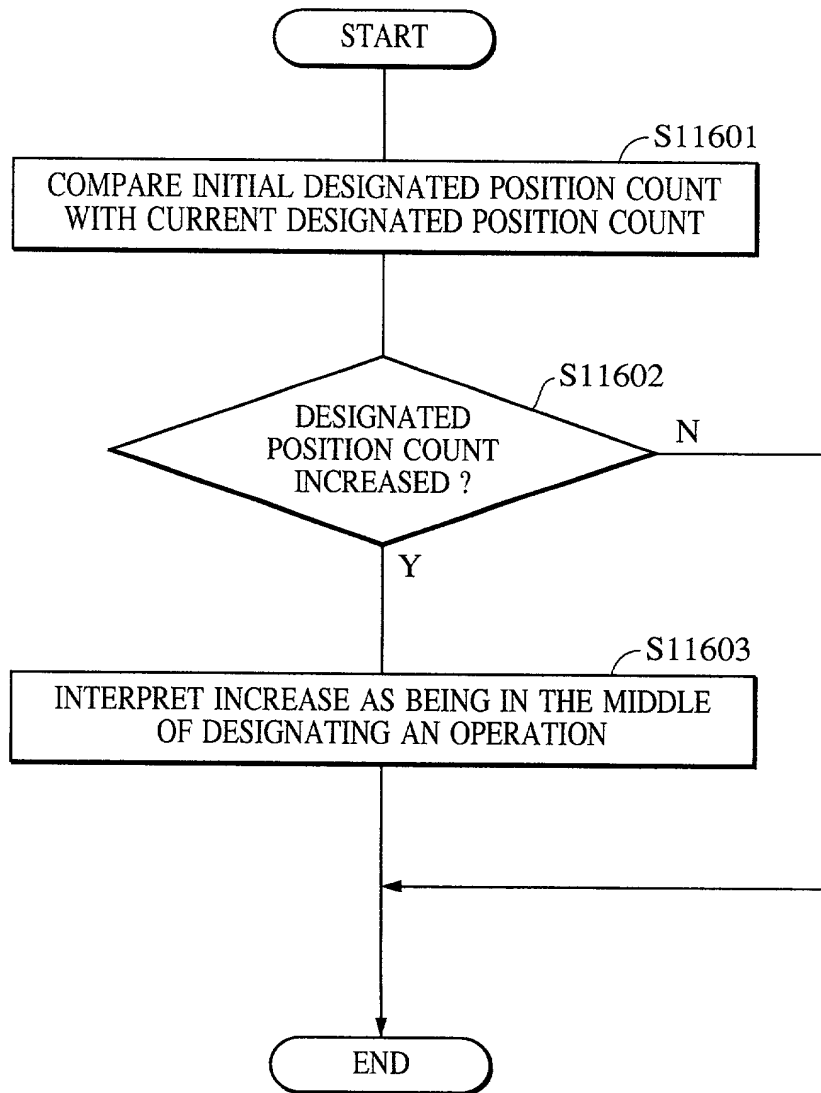 START
S11601
COMPARE INITIAL DESIGNATED POSITION COUNT
WITH CURRENT DESIGNATED POSITION COUNT
S11602
DESIGNATED
POSITION COUNT
INCREASED ?
N
Y
S11603
INTERPRET INCREASE AS BEING IN THE MIDDLE
OF DESIGNATING AN OPERATION
END